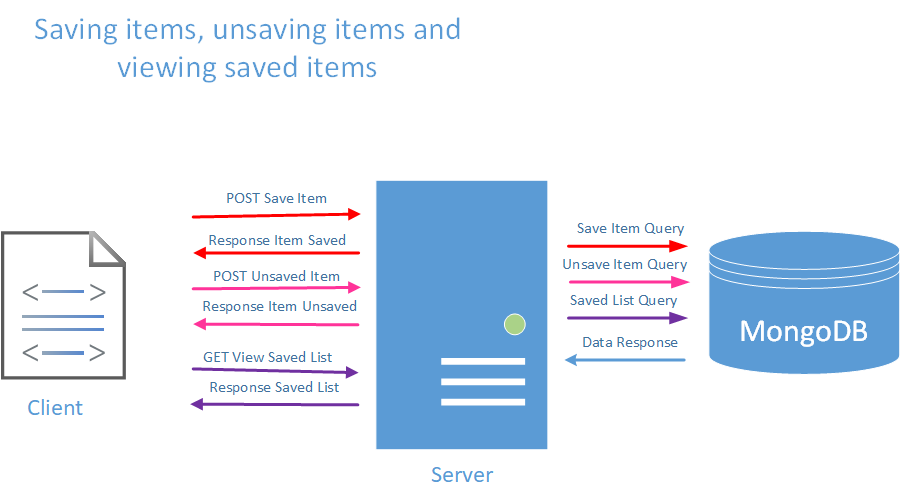 Saving items, unsaving items and
viewing saved items
POST Save Item
Response Item Saved
POST Unsaved Item
Response Item Unsaved
GET View Saved List
Response Saved List
Save Item Query
Unsave Item Query
Saved List Query
Data Response
MongoDB
Client
Server